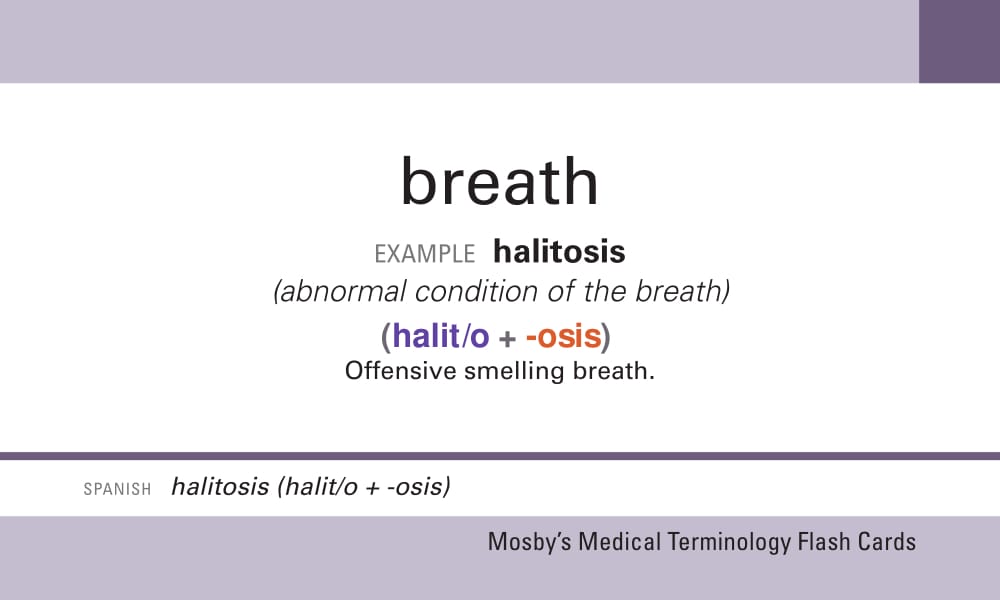 breath
EXAMPLE halitosis
(abnormal condition of the breath)
(halit/o + -osis)
Offensive smelling breath.
SPANISH halitosis (halit/o + -osis)
Mosby's Medical Terminology Flash Cards